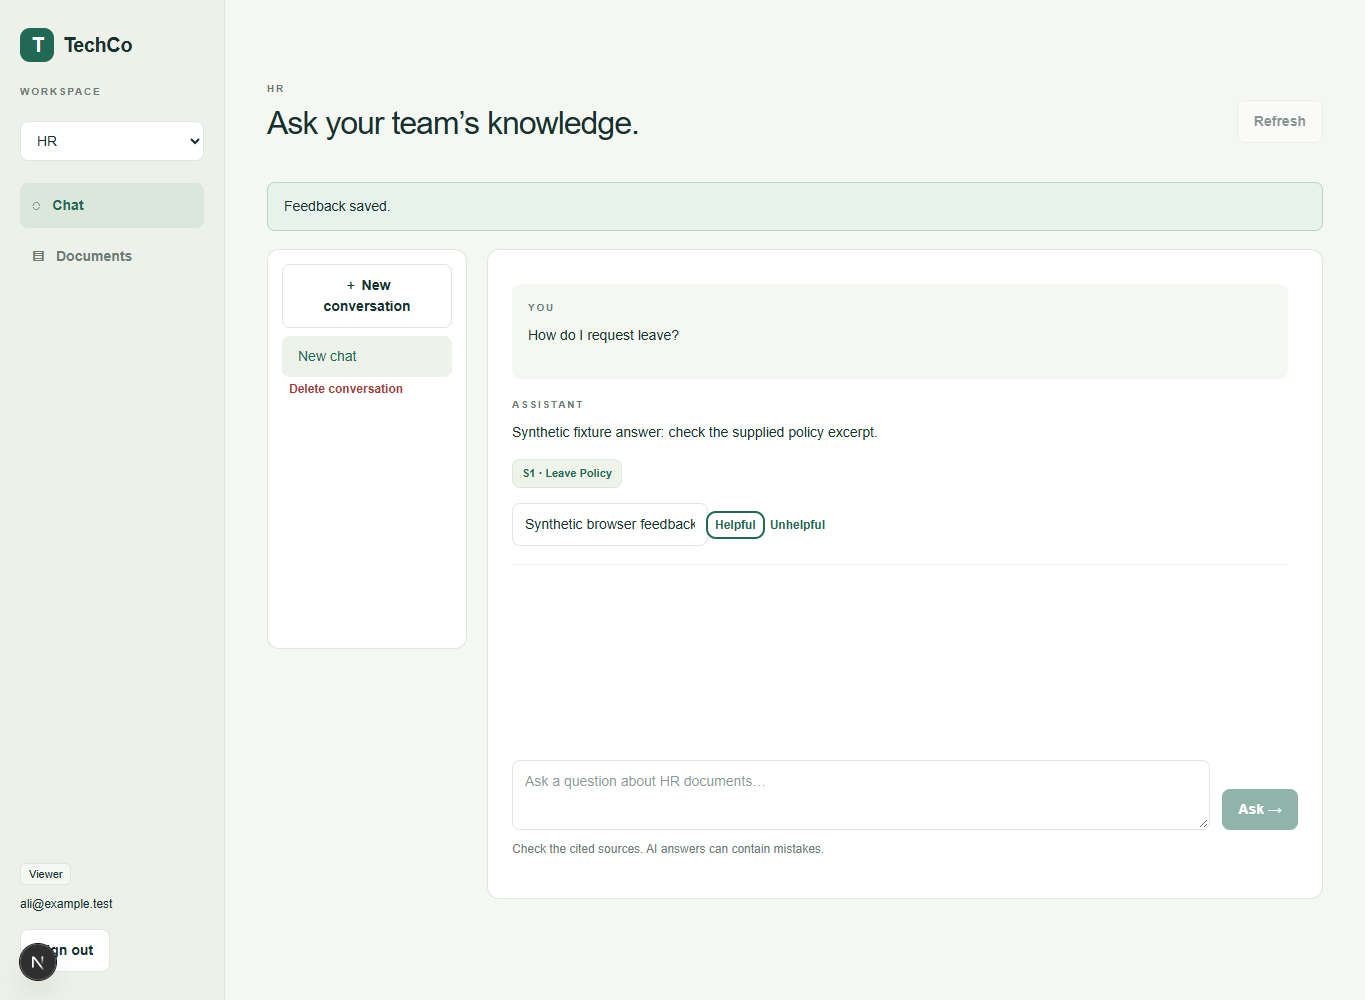 T TechCo
WORKSPACE
HR
Chat
Documents
HR
Ask your team’s knowledge.
Refresh
Feedback saved.
+ New
conversation
New chat
Delete conversation
YOU
How do I request leave?
ASSISTANT
Synthetic fixture answer: check the supplied policy excerpt.
S1 · Leave Policy
Synthetic browser feedback
Helpful
Unhelpful
Ask a question about HR documents…
Ask →
Check the cited sources. AI answers can contain mistakes.
Viewer
ali@example.test
out
N